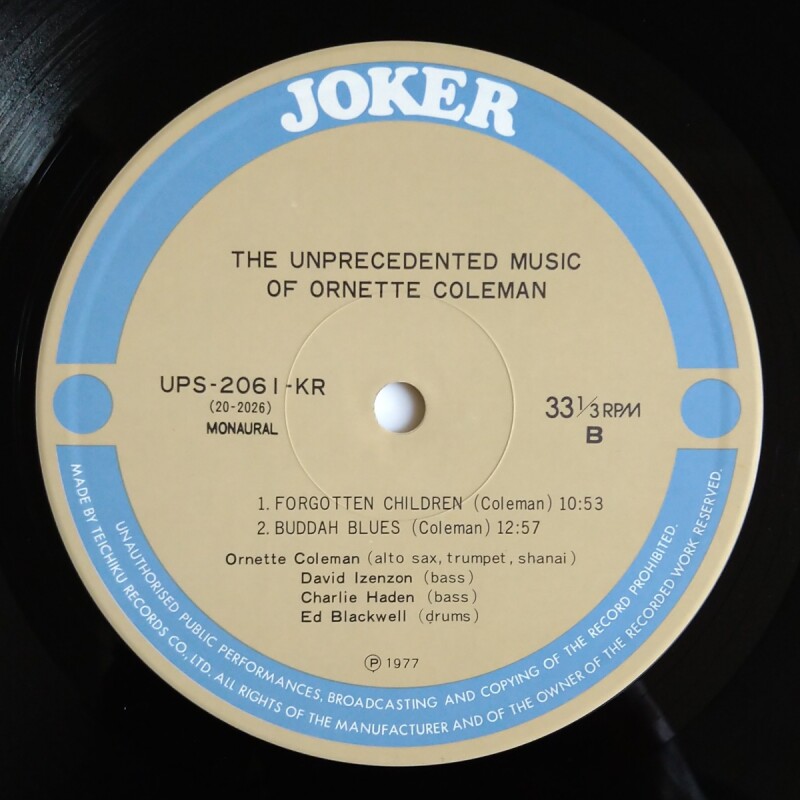 JOKER
THE UNPRECEDENTED MUSIC
OF ORNETTE COLEMAN
UPS-2061-KR
(20-2026)
MONAURAL
33 1/3 RPM
B
1. FORGOTTEN CHILDREN (Coleman) 10:53
2. BUDDAH BLUES (Coleman) 12:57
Ornette Coleman (alto sax, trumpet, shanai)
David Izenzon (bass)
Charlie Haden (bass)
Ed Blackwell (drums)
Ⓟ 1977
UNAUTHORISED PUBLIC PERFORMANCES, BROADCASTING AND COPYING OF THE RECORD PROHIBITED.
MADE BY TEICHIKU RECORDS CO., LTD. ALL RIGHTS OF THE MANUFACTURER AND OF THE OWNER OF THE RECORDED WORK RESERVED.